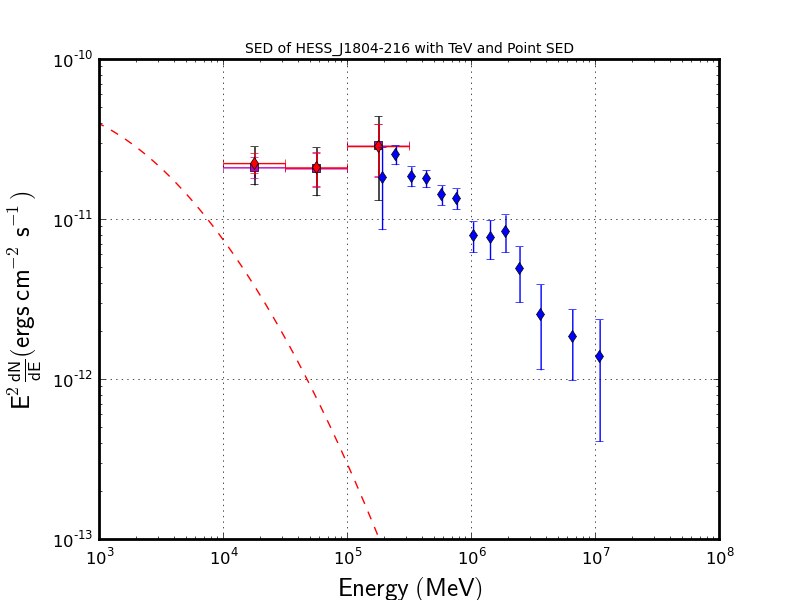 SED of HESS_J1804-216 with TeV and Point SED
10^-10
10^-11
10^-12
10^-13
E^2 dN/dE (ergs cm^-2 s^-1)
10^3 10^4 10^5 10^6 10^7 10^8
Energy (MeV)